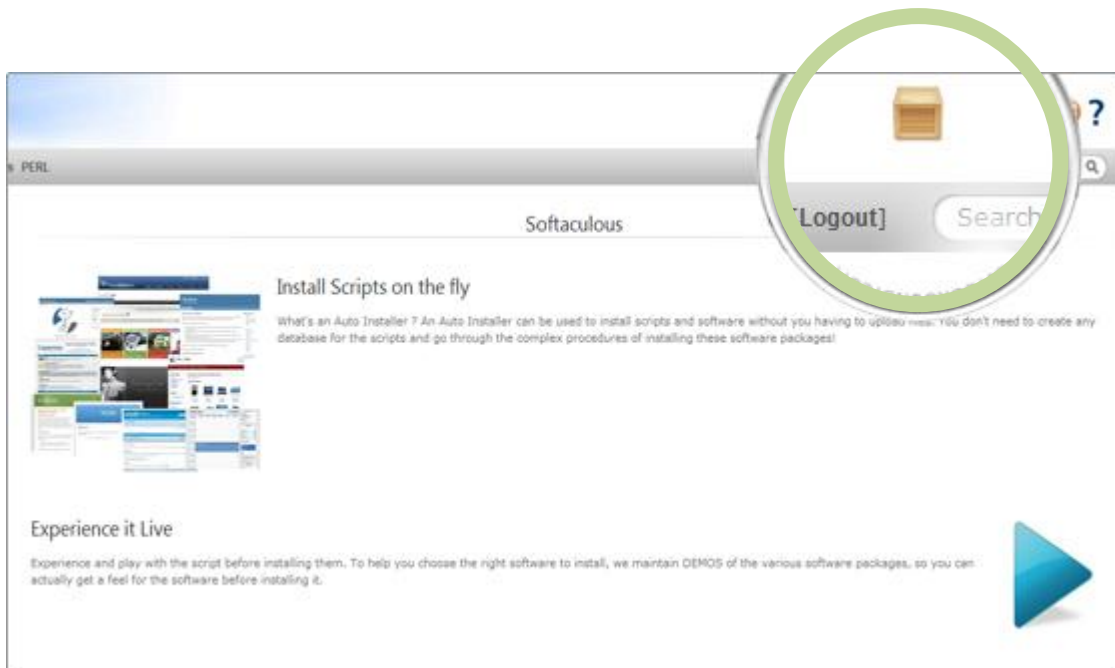 ?
s PERL
[Logout] Search
Softaculous
Install Scripts on the fly
What's an Auto Installer ? An Auto Installer can be used to install scripts and software without you having to upload files. You don't need to create any
database for the scripts and go through the complex procedures of installing these software packages!
Experience it Live
Experience and play with the script before installing them. To help you choose the right software to install, we maintain DEMOS of the various software packages, so you can
actually get a feel for the software before installing it.